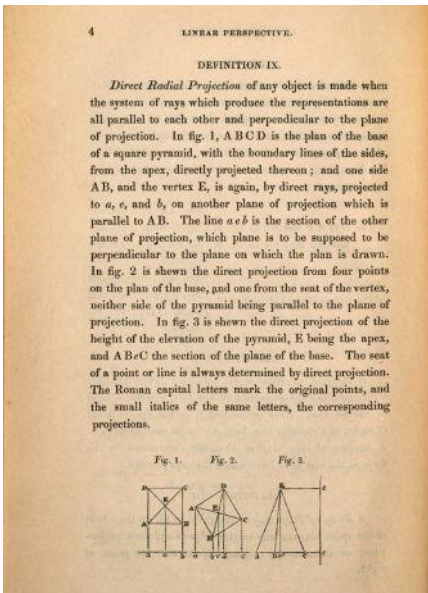 4
LINEAR PERSPECTIVE.
DEFINITION IX.
Direct Radial Projection of any object is made when
the system of rays which produce the representations are
all parallel to each other and perpendicular to the plane
of projection. In fig. 1, A B C D is the plan of the base
of a square pyramid, with the boundary lines of the sides,
from the apex, directly projected thereon; and one side
AB, and the vertex E, is again, by direct rays, projected
to a, e, and b, on another plane of projection which is
parallel to AB. The line a e b is the section of the other
plane of projection, which plane is to be supposed to be
perpendicular to the plane on which the plan is drawn.
In fig. 2 is shewn the direct projection from four points
on the plan of the base, and one from the seat of the vertex,
neither side of the pyramid being parallel to the plane of
projection. In fig. 3 is shewn the direct projection of the
height of the elevation of the pyramid, E being the apex,
and A B e C the section of the plane of the base. The seat
of a point or line is always determined by direct projection.
The Roman capital letters mark the original points, and
the small italics of the same letters, the corresponding
projections.
Fig. 1. Fig. 2. Fig. 3.
D C D E
E A E C
A B B